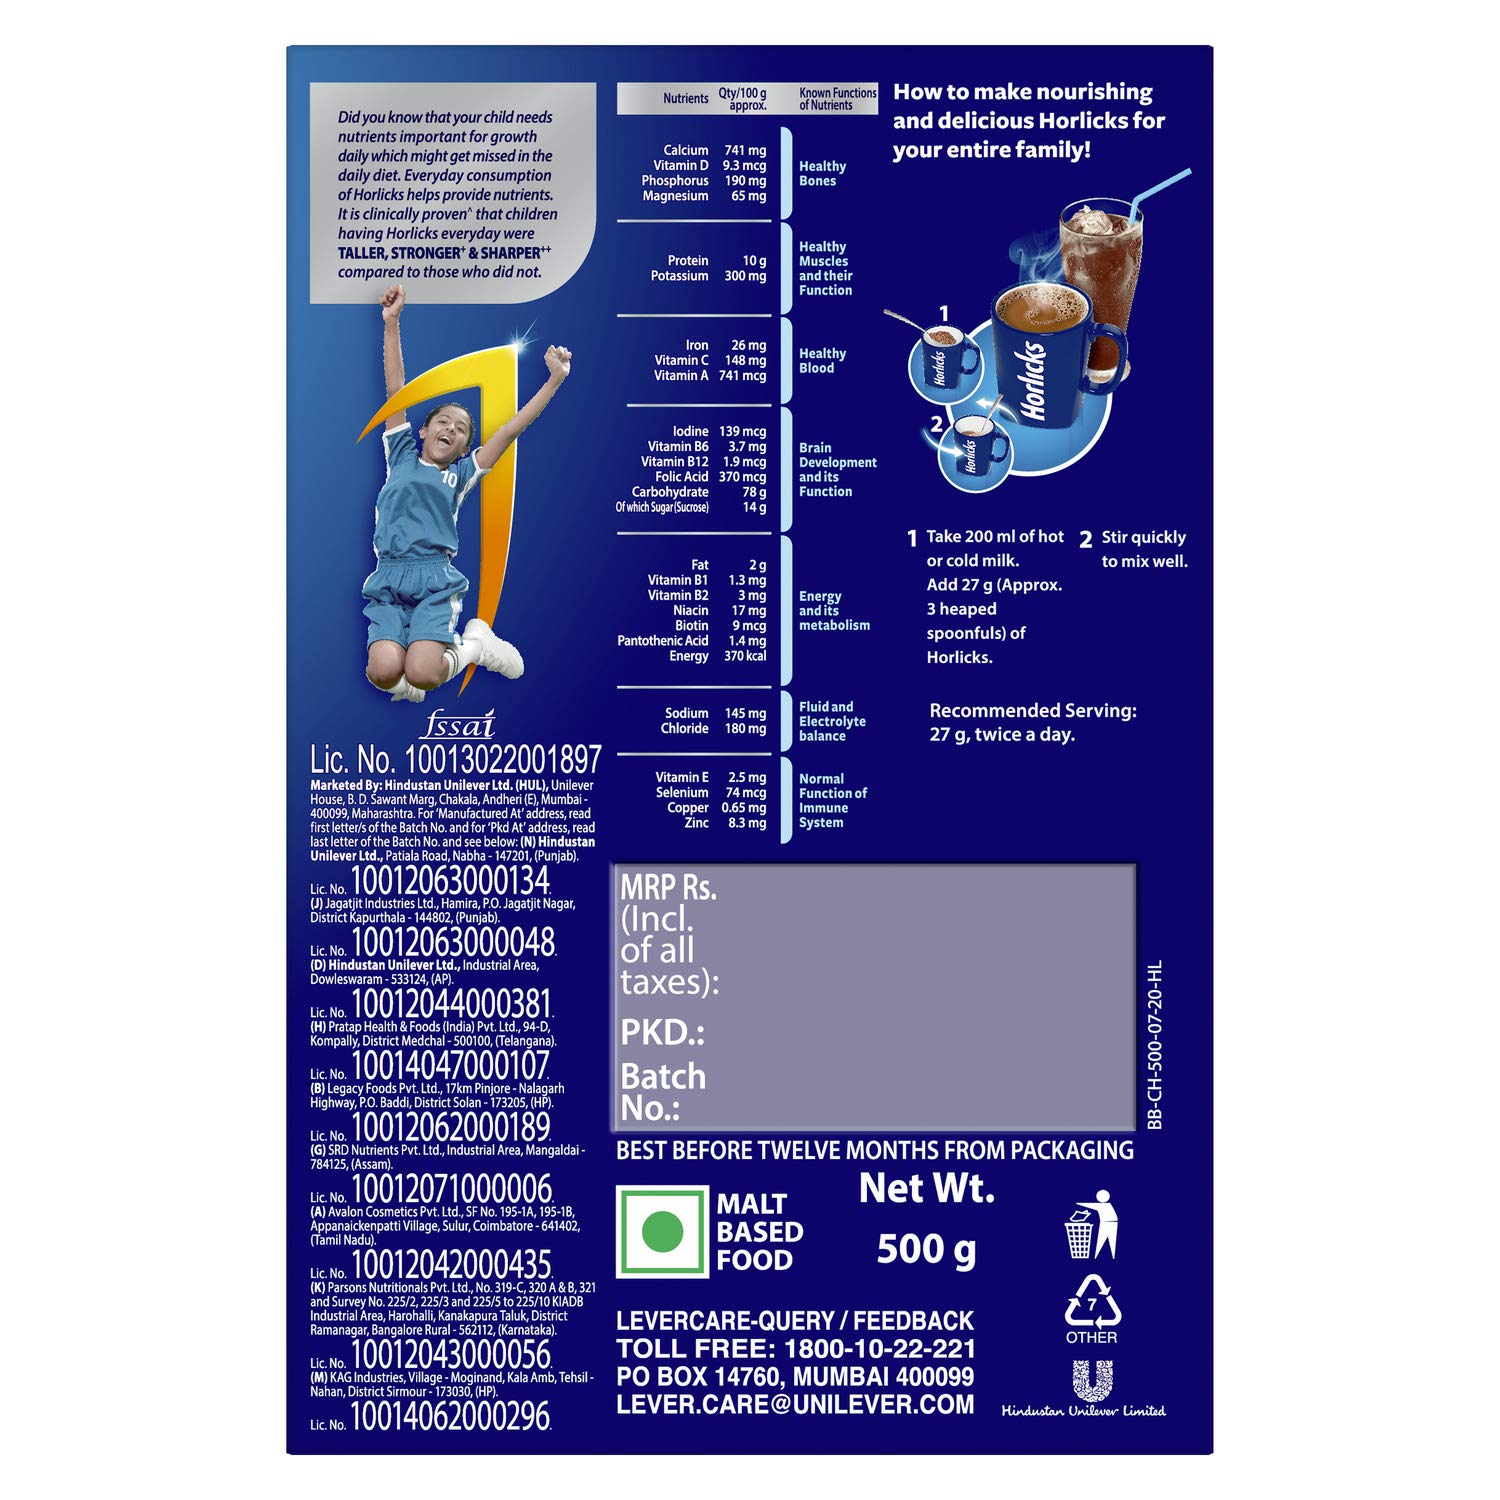 Did you know that your child needs
nutrients important for growth
daily which might get missed in the
daily diet. Everyday consumption
of Horlicks helps provide nutrients.
It is clinically proven^ that children
having Horlicks everyday were
TALLER, STRONGER+ & SHARPER++
compared to those who did not.
10
fssai
Lic. No. 10013022001897
Marketed By: Hindustan Unilever Ltd. (HUL), Unilever
House, B. D. Sawant Marg, Chakala, Andheri (E), Mumbai -
400099, Maharashtra. For 'Manufactured At' address, read
first letter/s of the Batch No. and for 'Pkd At' address, read
last letter of the Batch No. and see below: (N) Hindustan
Unilever Ltd., Patiala Road, Nabha - 147201, (Punjab).
Lic. No. 10012063000134.
(J) Jagatjit Industries Ltd., Hamira, P.O. Jagatjit Nagar,
District Kapurthala - 144802, (Punjab).
Lic. No. 10012063000048.
(D) Hindustan Unilever Ltd., Industrial Area,
Dowleswaram - 533124, (AP).
Lic. No. 10012044000381.
(H) Pratap Health & Foods (India) Pvt. Ltd., 94-D,
Kompally, District Medchal - 500100, (Telangana).
Lic. No. 10014047000107.
(B) Legacy Foods Pvt. Ltd., 17km Pinjore - Nalagarh
Highway, P.O. Baddi, District Solan - 173205, (HP).
Lic. No. 10012062000189.
(G) SRD Nutrients Pvt. Ltd., Industrial Area, Mangaldai -
784125, (Assam).
Lic. No. 10012071000006.
(A) Avalon Cosmetics Pvt. Ltd., SF No. 195-1A, 195-1B,
Appanaickenpatti Village, Sulur, Coimbatore - 641402,
(Tamil Nadu).
Lic. No. 10012042000435.
(K) Parsons Nutritionals Pvt. Ltd., No. 319-C, 320 A & B, 321
and Survey No. 225/2, 225/3 and 225/5 to 225/10 KIADB
Industrial Area, Harohalli, Kanakapura Taluk, District
Ramanagar, Bangalore Rural - 562112, (Karnataka).
Lic. No. 10012043000056.
(M) KAG Industries, Village - Moginand, Kala Amb, Tehsil -
Nahan, District Sirmour - 173030, (HP).
Lic. No. 10014062000296.
Nutrients Qty/100 g approx. Known Functions of Nutrients
Calcium 741 mg
Vitamin D 9.3 mcg
Phosphorus 190 mg
Magnesium 65 mg
Healthy
Bones
Protein 10 g
Potassium 300 mg
Healthy
Muscles
and their
Function
Iron 26 mg
Vitamin C 148 mg
Vitamin A 741 mcg
Healthy
Blood
Iodine 139 mcg
Vitamin B6 3.7 mg
Vitamin B12 1.9 mcg
Folic Acid 370 mcg
Carbohydrate 78 g
Of which Sugar (Sucrose) 14 g
Brain
Development
and its
Function
Fat 2 g
Vitamin B1 1.3 mg
Vitamin B2 3 mg
Niacin 17 mg
Biotin 9 mcg
Pantothenic Acid 1.4 mg
Energy 370 kcal
Energy
and its
metabolism
Sodium 145 mg
Chloride 180 mg
Fluid and
Electrolyte
balance
Vitamin E 2.5 mg
Selenium 74 mcg
Copper 0.65 mg
Zinc 8.3 mg
Normal
Function of
Immune
System
How to make nourishing
and delicious Horlicks for
your entire family!
1
Horlicks
Horlicks
2
Horlicks
1 Take 200 ml of hot
or cold milk.
Add 27 g (Approx.
3 heaped
spoonfuls) of
Horlicks.
2 Stir quickly
to mix well.
Recommended Serving:
27 g, twice a day.
MRP Rs.
(Incl.
of all
taxes):
PKD.:
Batch
No.:
BB-CH-500-07-20-HL
BEST BEFORE TWELVE MONTHS FROM PACKAGING
MALT
BASED
FOOD
Net Wt.
500 g
LEVERCARE-QUERY / FEEDBACK
TOLL FREE: 1800-10-22-221
PO BOX 14760, MUMBAI 400099
LEVER.CARE@UNILEVER.COM
7
OTHER
Hindustan Unilever Limited